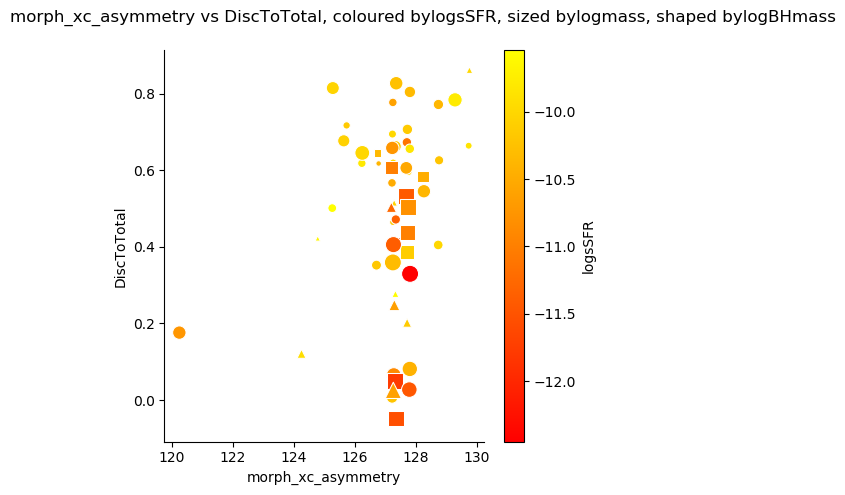 morph_xc_asymmetry vs DiscToTotal, coloured bylogsSFR, sized bylogmass, shaped bylogBHmass
0.8
0.6
0.4
0.2
0.0
DiscToTotal
120 122 124 126 128 130
morph_xc_asymmetry
−10.0
−10.5
−11.0
−11.5
−12.0
logsSFR